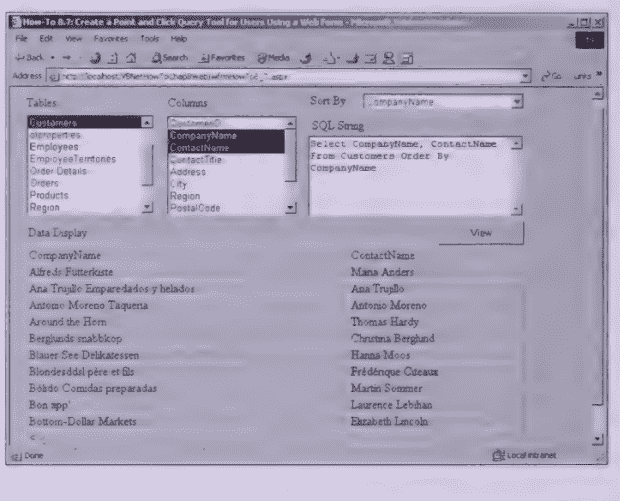 How-To 8.7: Create a Point and Click Query Tool for Users Using a Web Form - Microsoft
File Edit View Favorites Tools Help
Back Search Favorites Media
Address Go
Tables Columns Sort By CompanyName
Customers
dtproperties
Employees
EmployeeTerritories
Order Details
Orders
Products
Region
CustomerID
CompanyName
ContactName
ContactTitle
Address
City
Region
PostalCode
SQL String
Select CompanyName, ContactName
From Customers Order By
CompanyName
Data Display View
CompanyName ContactName
Alfreds Futterkiste Maria Anders
Ana Trujillo Emparedados y helados Ana Trujillo
Antonio Moreno Taquería Antonio Moreno
Around the Horn Thomas Hardy
Berglunds snabbköp Christina Berglund
Blauer See Delikatessen Hanna Moos
Blondesddsl père et fils Frédérique Citeaux
Bólido Comidas preparadas Martín Sommer
Bon app' Laurence Lebihan
Bottom-Dollar Markets Elizabeth Lincoln
Done Local intranet